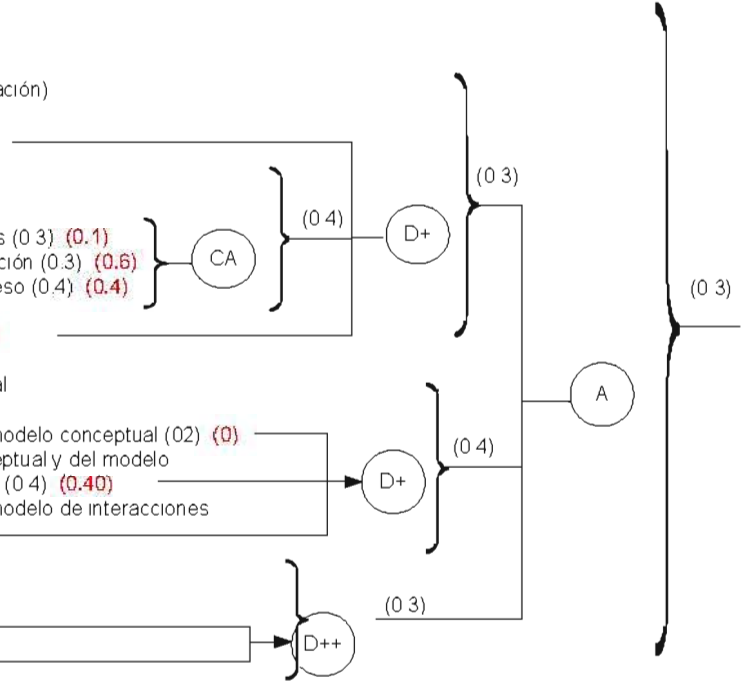 ación)
(0 3)
(0 4)
D+
s (0 3) (0.1)
ción (0.3) (0.6)
eso (0.4) (0.4)
CA
(0 3)
al
A
modelo conceptual (02) (0)
eptual y del modelo
(0 4) (0.40)
modelo de interacciones
(0 4)
D+
(0 3)
D++